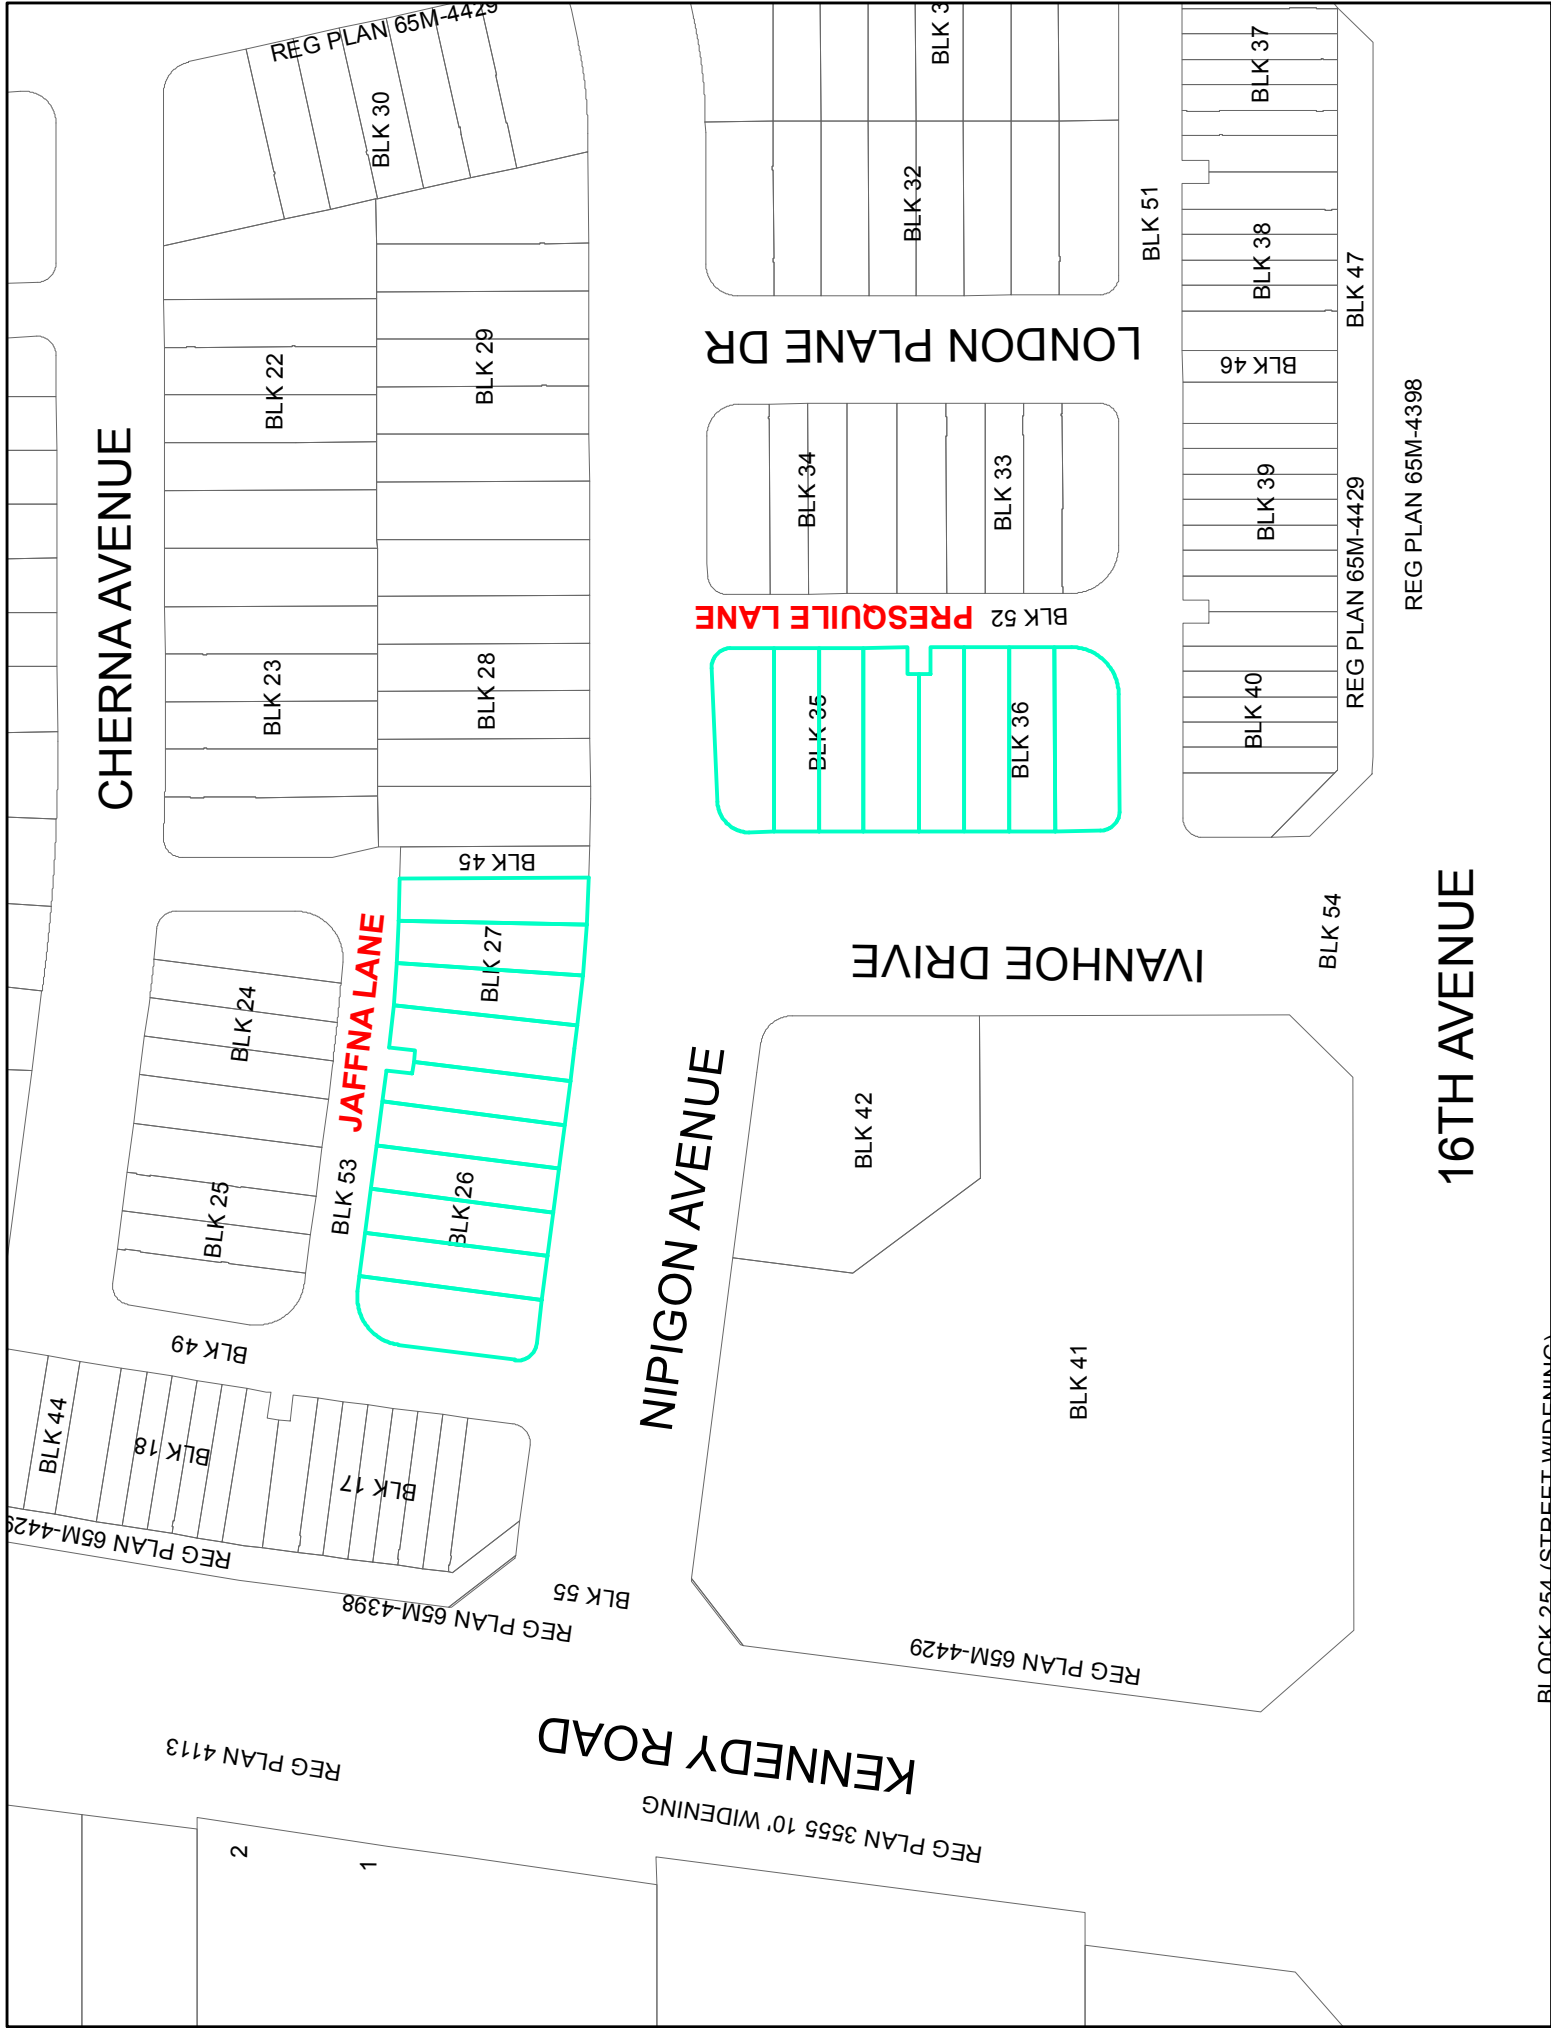 REG PLAN 65M-4429
BLK 30
BLK 3
BLK 37
BLK 32
BLK 51
BLK 38
BLK 47
LONDON PLANE DR
BLK 22
BLK 29
BLK 46
CHERNA AVENUE
BLK 34
BLK 33
BLK 39
REG PLAN 65M-4429
REG PLAN 65M-4398
PRESQUILE LANE
BLK 52
BLK 23
BLK 28
BLK 35
BLK 36
BLK 40
BLK 45
JAFFNA LANE
BLK 27
IVANHOE DRIVE
BLK 54
16TH AVENUE
BLK 24
BLK 42
NIPIGON AVENUE
BLK 25
BLK 53
BLK 26
BLK 49
BLK 41
BLOCK 254 (STREET WIDENING)
BLK 44
BLK 18
BLK 17
REG PLAN 65M-4429
BLK 55
REG PLAN 65M-4398
REG PLAN 65M-4429
KENNEDY ROAD
REG PLAN 4113
REG PLAN 3555 10' WIDENING
2
1